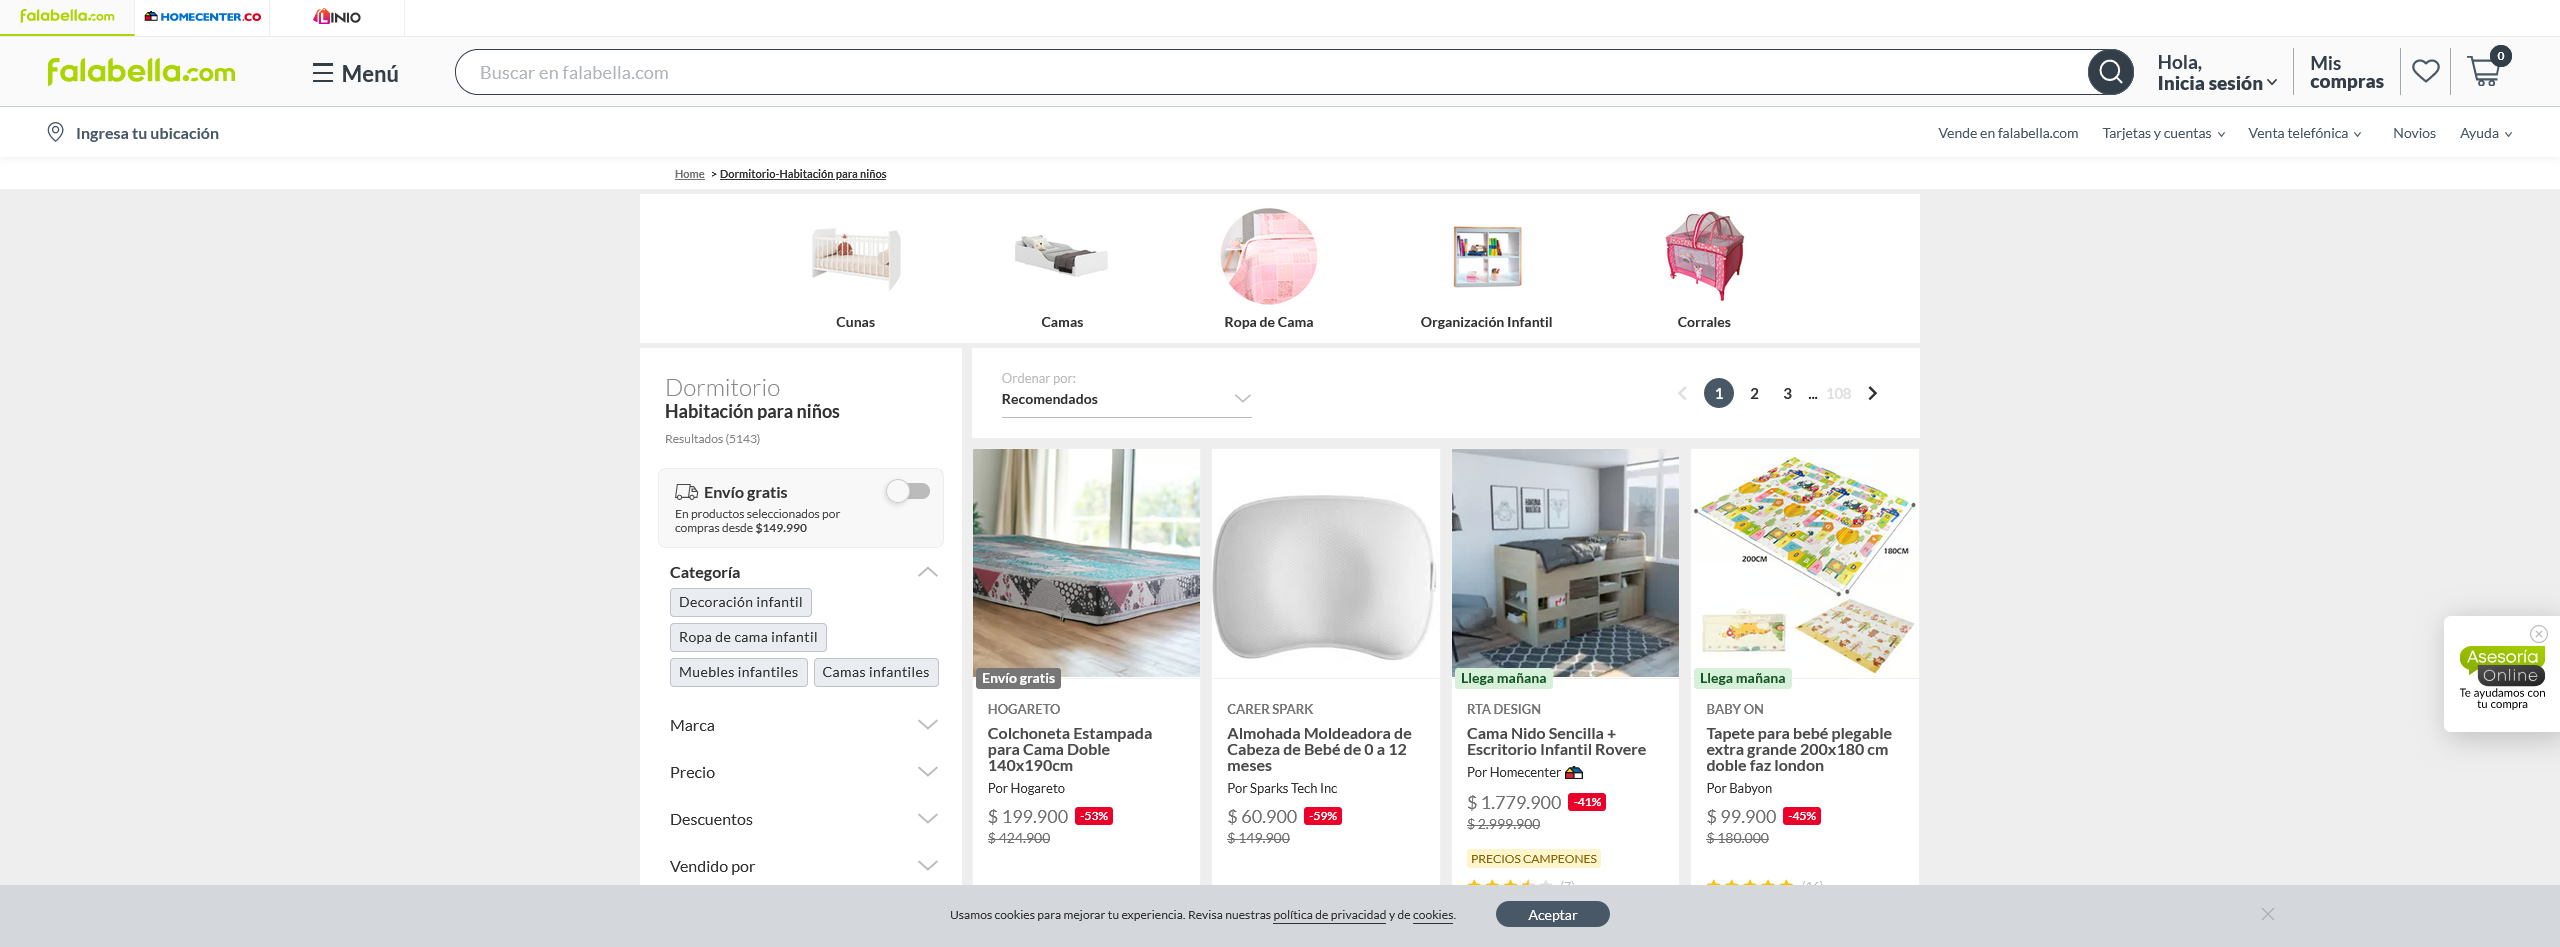 falabella.com
HOMECENTER.CO
LINIO
falabella.com
Menú
Buscar en falabella.com
Hola,
Inicia sesión
Mis
compras
0
Ingresa tu ubicación
Vende en falabella.com
Tarjetas y cuentas
Venta telefónica
Novios
Ayuda
Home > Dormitorio-Habitación para niños
Cunas
Camas
Ropa de Cama
Organización Infantil
Corrales
Dormitorio
Habitación para niños
Resultados (5143)
Envío gratis
En productos seleccionados por
compras desde $149.990
Categoría
Decoración infantil
Ropa de cama infantil
Muebles infantiles
Camas infantiles
Marca
Precio
Descuentos
Vendido por
Ordenar por:
Recomendados
1 2 3 ... 108
Envío gratis
HOGARETO
Colchoneta Estampada
para Cama Doble
140x190cm
Por Hogareto
$ 199.900 -53%
$ 424.900
CARER SPARK
Almohada Moldeadora de
Cabeza de Bebé de 0 a 12
meses
Por Sparks Tech Inc
$ 60.900 -59%
$ 149.900
Llega mañana
RTA DESIGN
Cama Nido Sencilla +
Escritorio Infantil Rovere
Por Homecenter
$ 1.779.900 -41%
$ 2.999.900
PRECIOS CAMPEONES
(7)
200CM
180CM
Llega mañana
BABY ON
Tapete para bebé plegable
extra grande 200x180 cm
doble faz london
Por Babyon
$ 99.900 -45%
$ 180.000
Asesoría
Online
Te ayudamos con
tu compra
Usamos cookies para mejorar tu experiencia. Revisa nuestras política de privacidad y de cookies.
Aceptar